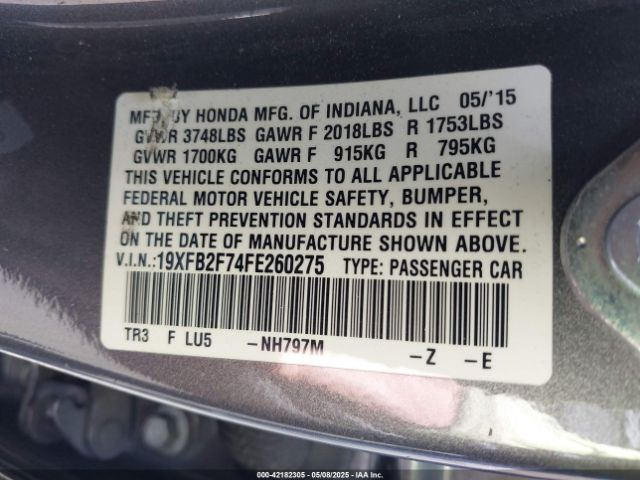 MFD BY HONDA MFG. OF INDIANA, LLC 05/'15
GVWR 3748LBS GAWR F 2018LBS R 1753LBS
GVWR 1700KG GAWR F 915KG R 795KG
THIS VEHICLE CONFORMS TO ALL APPLICABLE
FEDERAL MOTOR VEHICLE SAFETY, BUMPER,
AND THEFT PREVENTION STANDARDS IN EFFECT
ON THE DATE OF MANUFACTURE SHOWN ABOVE.
V.I.N.:19XFB2F74FE260275 TYPE: PASSENGER CAR
TR3 F LU5 -NH797M -Z -E
000-42182305 - 05/08/2025 - IAA Inc.